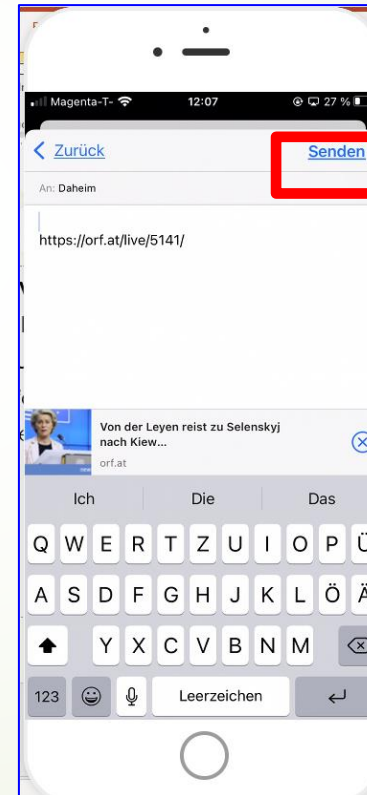 Magenta-T- 12:07 27 %
Zurück Senden
An: Daheim
https://orf.at/live/5141/
Von der Leyen reist zu Selenskyj
nach Kiew...
orf.at
Ich Die Das
Q W E R T Z U I O P Ü
A S D F G H J K L Ö Ä
Y X C V B N M
123 Leerzeichen